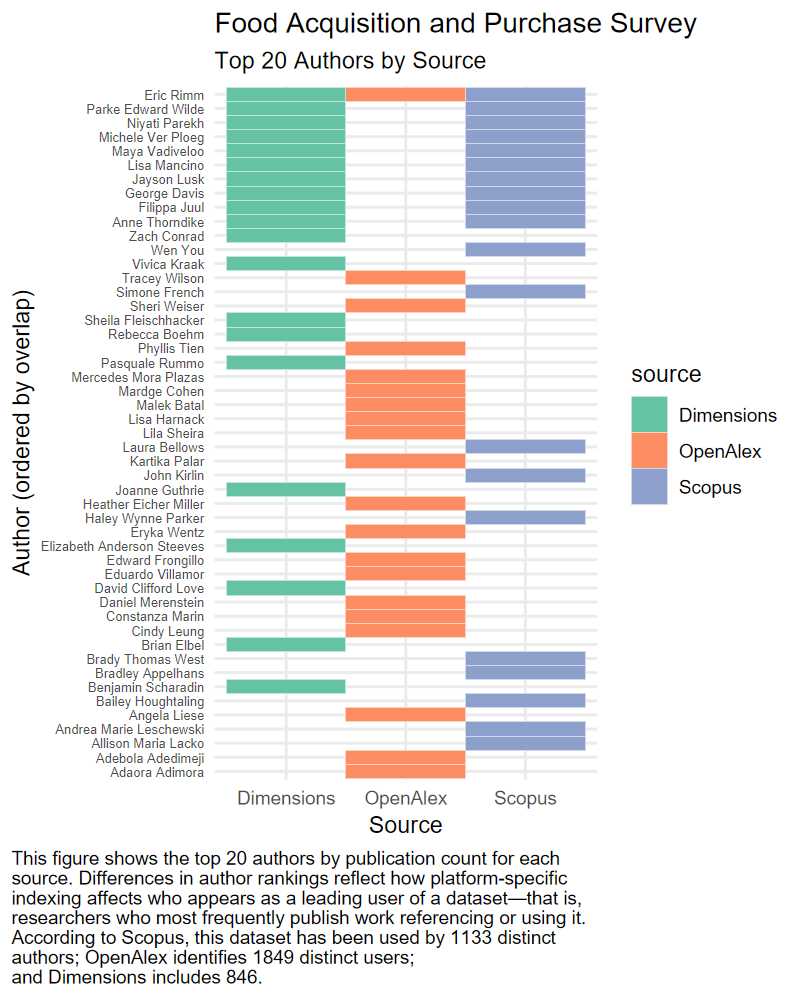 Food Acquisition and Purchase Survey
Top 20 Authors by Source
Author (ordered by overlap)
Eric Rimm
Parke Edward Wilde
Niyati Parekh
Michele Ver Ploeg
Maya Vadiveloo
Lisa Mancino
Jayson Lusk
George Davis
Filippa Juul
Anne Thorndike
Zach Conrad
Wen You
Vivica Kraak
Tracey Wilson
Simone French
Sheri Weiser
Sheila Fleischhacker
Rebecca Boehm
Phyllis Tien
Pasquale Rummo
Mercedes Mora Plazas
Mardge Cohen
Malek Batal
Lisa Harnack
Lila Sheira
Laura Bellows
Kartika Palar
John Kirlin
Joanne Guthrie
Heather Eicher Miller
Haley Wynne Parker
Eryka Wentz
Elizabeth Anderson Steeves
Edward Frongillo
Eduardo Villamor
David Clifford Love
Daniel Merenstein
Constanza Marin
Cindy Leung
Brian Elbel
Brady Thomas West
Bradley Appelhans
Benjamin Scharadin
Bailey Houghtaling
Angela Liese
Andrea Marie Leschewski
Allison Maria Lacko
Adebola Adedimeji
Adaora Adimora
Dimensions OpenAlex Scopus
Source
source
Dimensions
OpenAlex
Scopus
This figure shows the top 20 authors by publication count for each
source. Differences in author rankings reflect how platform-specific
indexing affects who appears as a leading user of a dataset—that is,
researchers who most frequently publish work referencing or using it.
According to Scopus, this dataset has been used by 1133 distinct
authors; OpenAlex identifies 1849 distinct users;
and Dimensions includes 846.